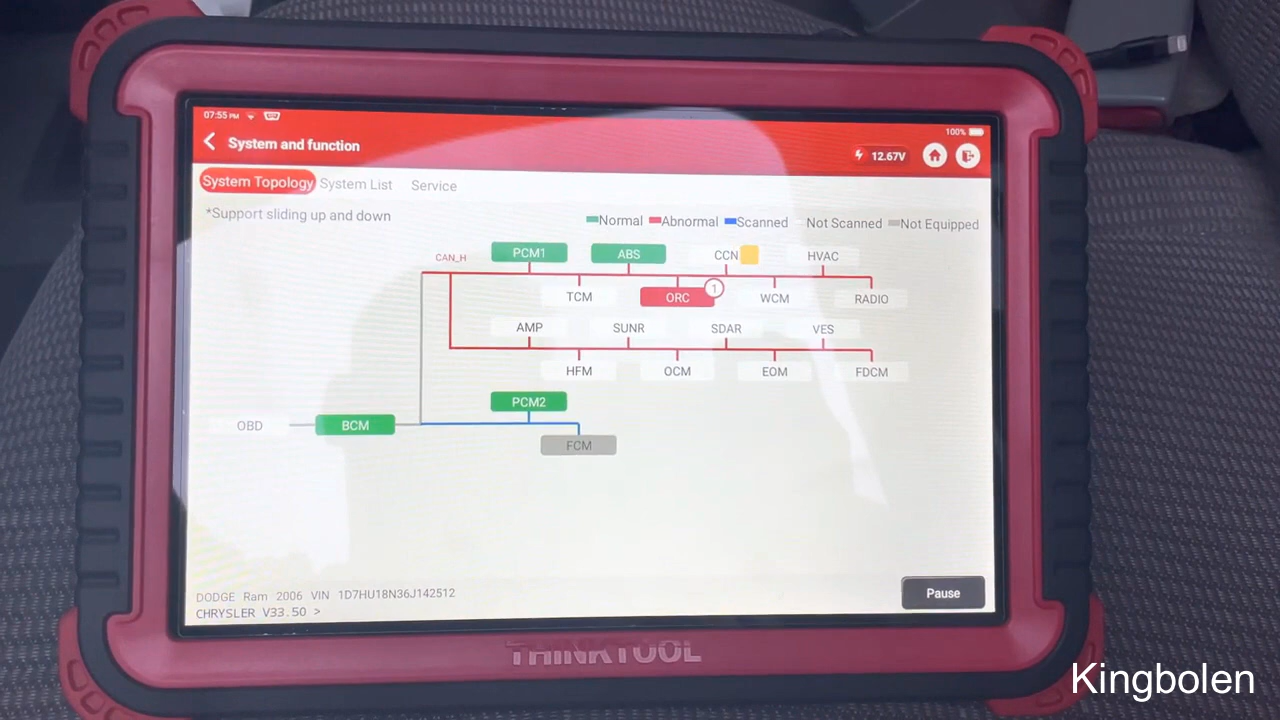 07:55 PM
100%
System and function
12.67V
System Topology System List Service
*Support sliding up and down
Normal Abnormal Scanned Not Scanned Not Equipped
CAN_H
PCM1 ABS CCN HVAC
1
TCM ORC WCM RADIO
AMP SUNR SDAR VES
HFM OCM EOM FDCM
PCM2
OBD BCM
FCM
DODGE Ram 2006 VIN 1D7HU18N36J142512
CHRYSLER V33.50 >
Pause
THINKTOOL
Kingbolen